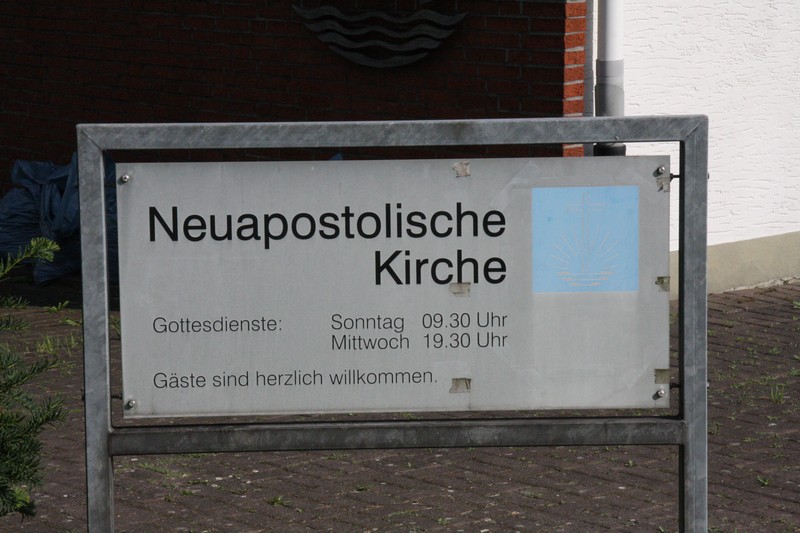 Neuapostolische
Kirche
Gottesdienste: Sonntag 09.30 Uhr
Mittwoch 19.30 Uhr
Gäste sind herzlich willkommen.